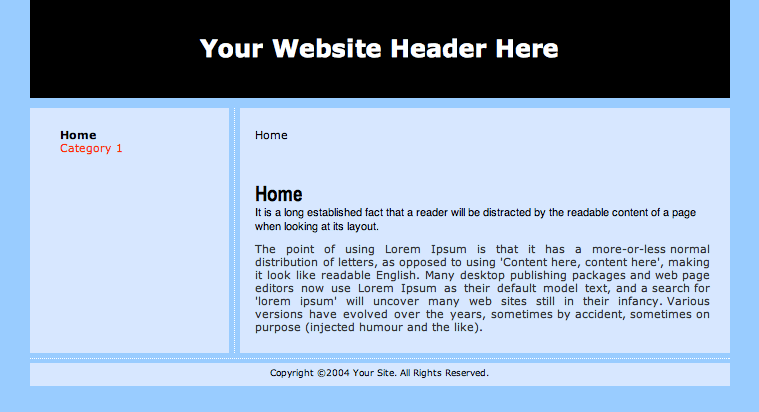 Your Website Header Here
Home
Category 1
Home
Home
It is a long established fact that a reader will be distracted by the readable content of a page
when looking at its layout.
The point of using Lorem Ipsum is that it has a more-or-less normal
distribution of letters, as opposed to using 'Content here, content here', making
it look like readable English. Many desktop publishing packages and web page
editors now use Lorem Ipsum as their default model text, and a search for
'lorem ipsum' will uncover many web sites still in their infancy. Various
versions have evolved over the years, sometimes by accident, sometimes on
purpose (injected humour and the like).
Copyright ©2004 Your Site. All Rights Reserved.